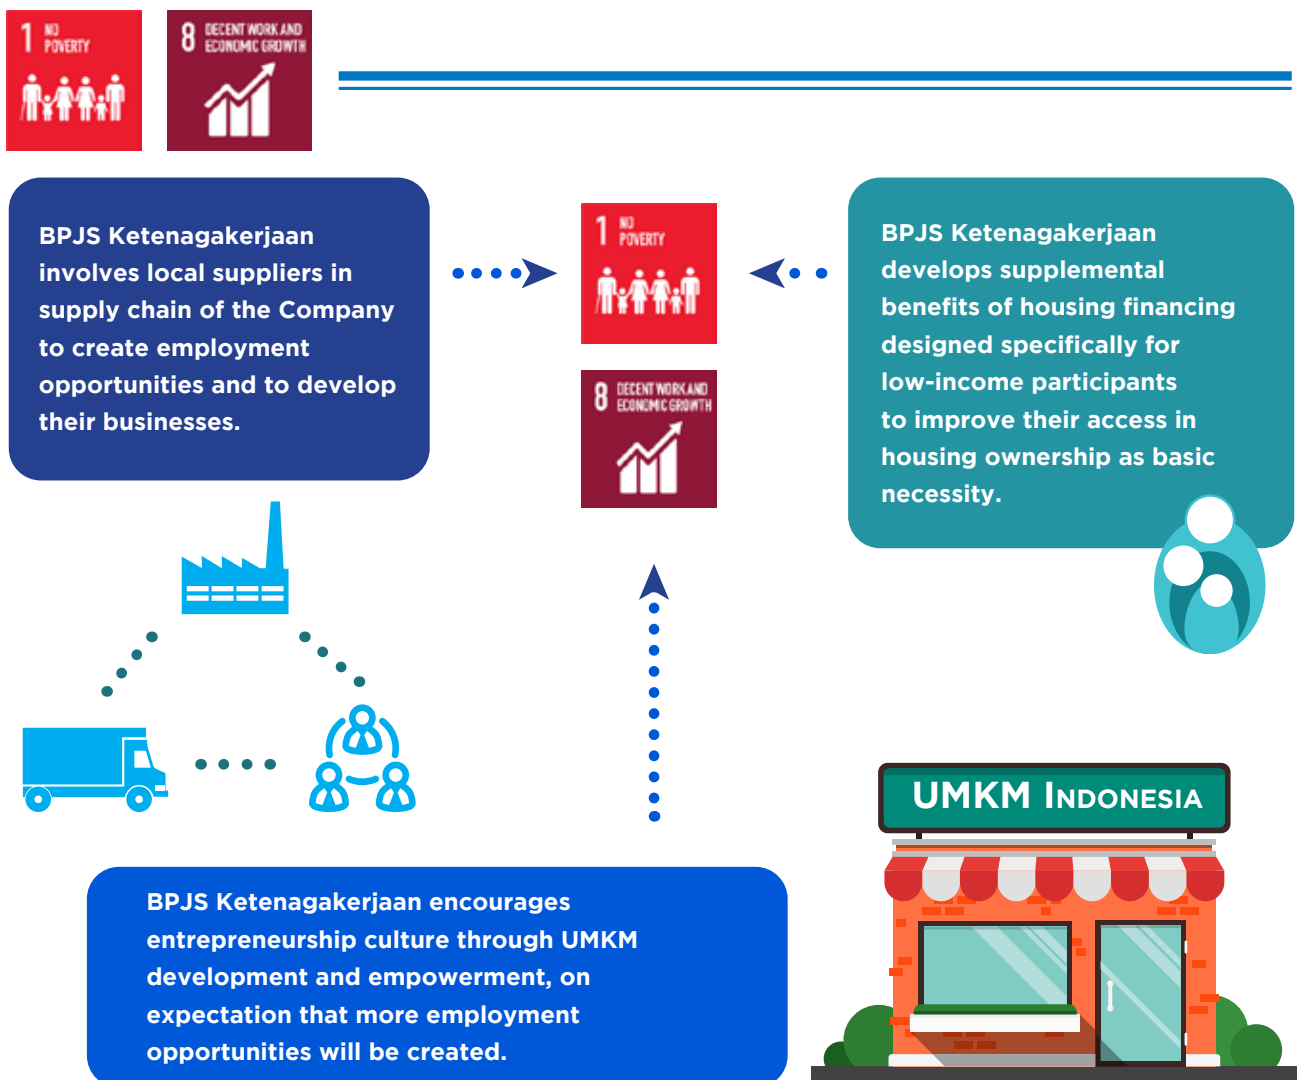 1 NO
POVERTY
8 DECENT WORK AND
ECONOMIC GROWTH
BPJS Ketenagakerjaan
involves local suppliers in
supply chain of the Company
to create employment
opportunities and to develop
their businesses.
1 NO
POVERTY
8 DECENT WORK AND
ECONOMIC GROWTH
BPJS Ketenagakerjaan
develops supplemental
benefits of housing financing
designed specifically for
low-income participants
to improve their access in
housing ownership as basic
necessity.
UMKM INDONESIA
BPJS Ketenagakerjaan encourages
entrepreneurship culture through UMKM
development and empowerment, on
expectation that more employment
opportunities will be created.